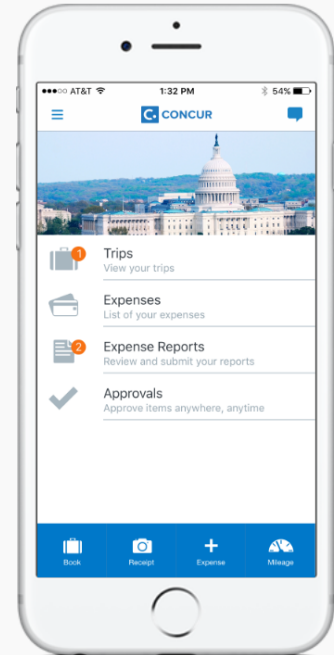 AT&T 1:32 PM 54%
C. CONCUR
1
Trips
View your trips
Expenses
List of your expenses
2
Expense Reports
Review and submit your reports
Approvals
Approve items anywhere, anytime
Book Receipt Expense Mileage